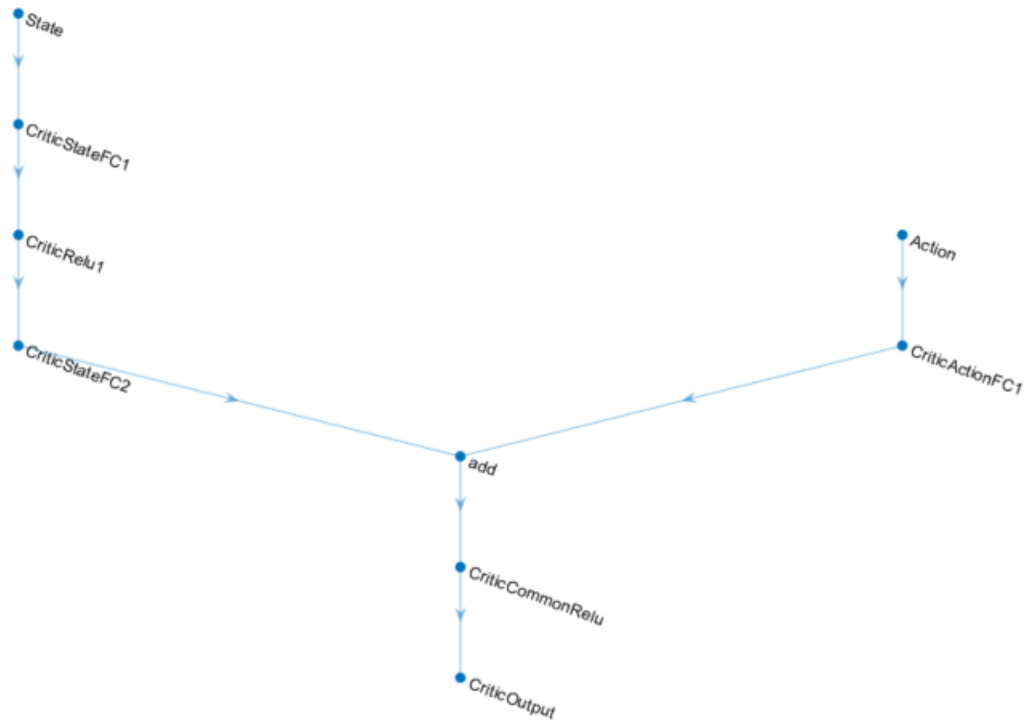 State
CriticStateFC1
CriticRelu1
Action
CriticStateFC2
CriticActionFC1
add
CriticCommonRelu
CriticOutput